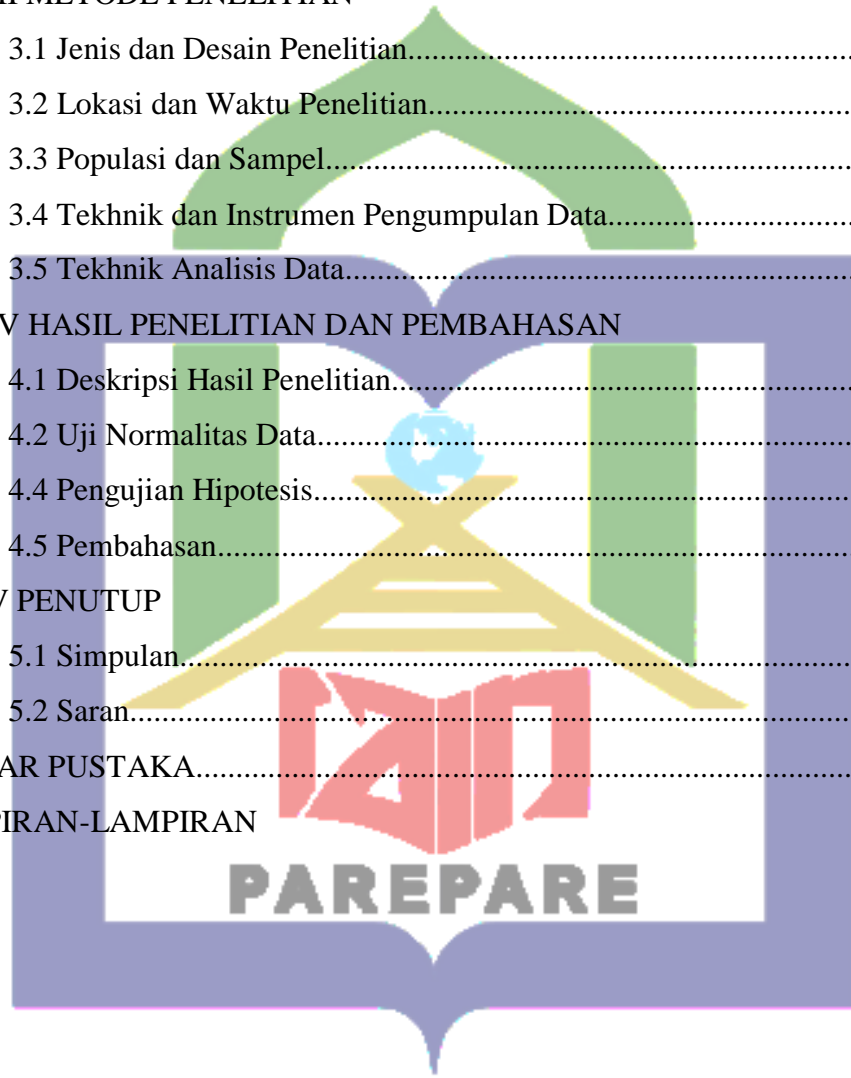 METODE PENELITIAN
3.1 Jenis dan Desain Penelitian........................................................
3.2 Lokasi dan Waktu Penelitian.....................................................
3.3 Populasi dan Sampel..................................................................
3.4 Tekhnik dan Instrumen Pengumpulan Data...............................
3.5 Tekhnik Analisis Data................................................................
V HASIL PENELITIAN DAN PEMBAHASAN
4.1 Deskripsi Hasil Penelitian..........................................................
4.2 Uji Normalitas Data...................................................................
4.4 Pengujian Hipotesis....................................................................
4.5 Pembahasan................................................................................
V PENUTUP
5.1 Simpulan.....................................................................................
5.2 Saran...........................................................................................
AR PUSTAKA..................................................................................
PIRAN-LAMPIRAN
IAIN
PAREPARE